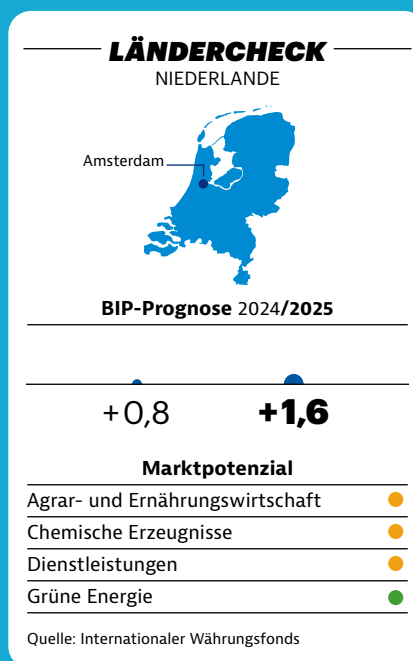 LÄNDERCHECK
NIEDERLANDE
Amsterdam
BIP-Prognose 2024/2025
+0,8 +1,6
Marktpotenzial
Agrar- und Ernährungswirtschaft
Chemische Erzeugnisse
Dienstleistungen
Grüne Energie
Quelle: Internationaler Währungsfonds